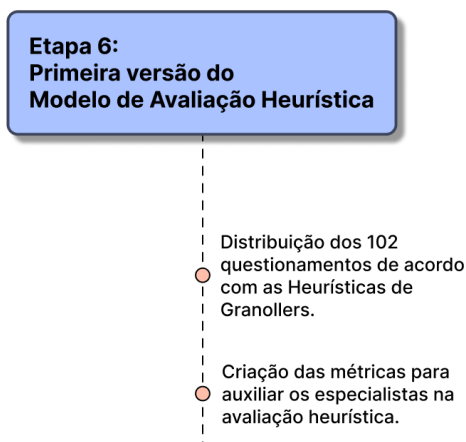 Etapa 6:
Primeira versão do
Modelo de Avaliação Heurística
Distribuição dos 102
questionamentos de acordo
com as Heurísticas de
Granollers.
Criação das métricas para
auxiliar os especialistas na
avaliação heurística.